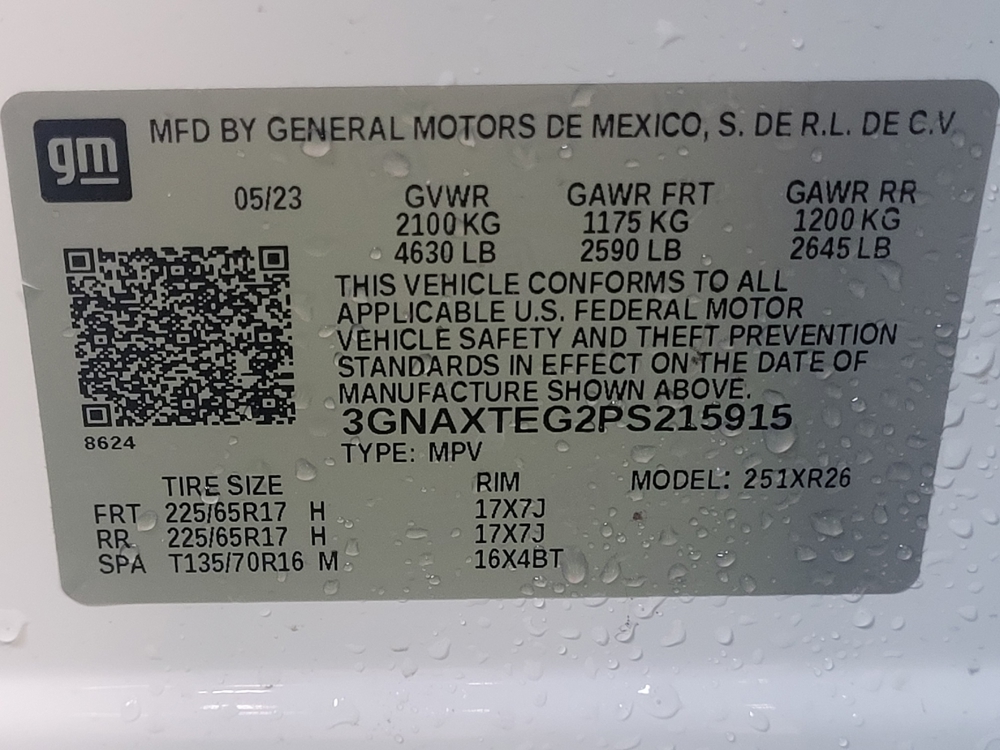 gm
MFD BY GENERAL MOTORS DE MEXICO, S. DE R.L. DE C.V.
05/23 GVWR GAWR FRT GAWR RR
2100 KG 1175 KG 1200 KG
4630 LB 2590 LB 2645 LB
THIS VEHICLE CONFORMS TO ALL
APPLICABLE U.S. FEDERAL MOTOR
VEHICLE SAFETY AND THEFT PREVENTION
STANDARDS IN EFFECT ON THE DATE OF
MANUFACTURE SHOWN ABOVE.
3GNAXTEG2PS215915
8624
TYPE: MPV
TIRE SIZE RIM MODEL: 251XR26
FRT 225/65R17 H 17X7J
RR 225/65R17 H 17X7J
SPA T135/70R16 M 16X4BT